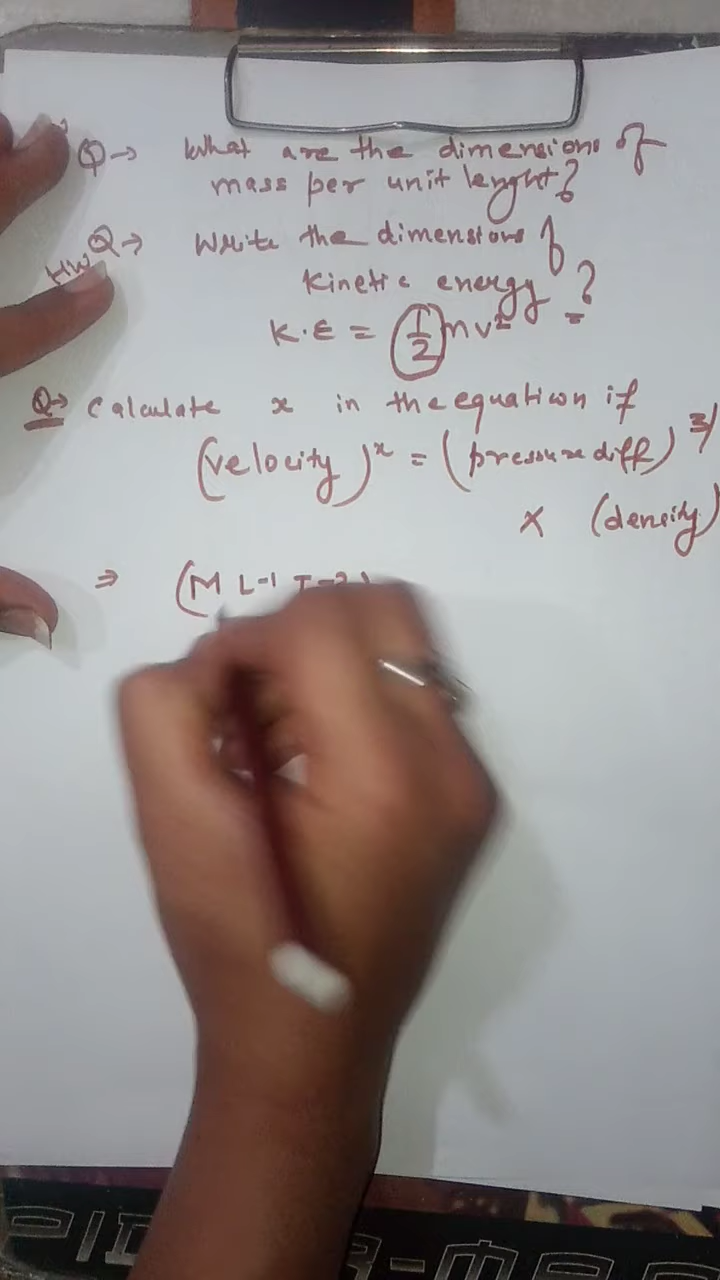 Q→ What are the dimensions of
mass per unit lenght?
HW Q→ Write the dimensions of
Kinetic energy?
K.E = 1/2 mv²
Q→ Calculate x in the equation if
(velocity)^x = (pressure diff)^3/
× (density)
⇒ (M L-1 T-2)